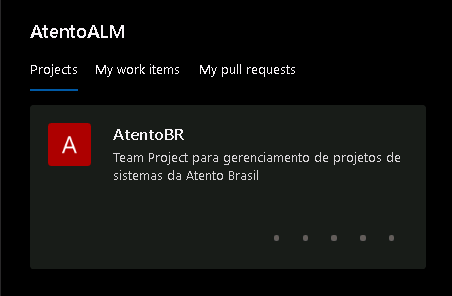 AtentoALM
Projects My work items My pull requests
A
AtentoBR
Team Project para gerenciamento de projetos de
sistemas da Atento Brasil